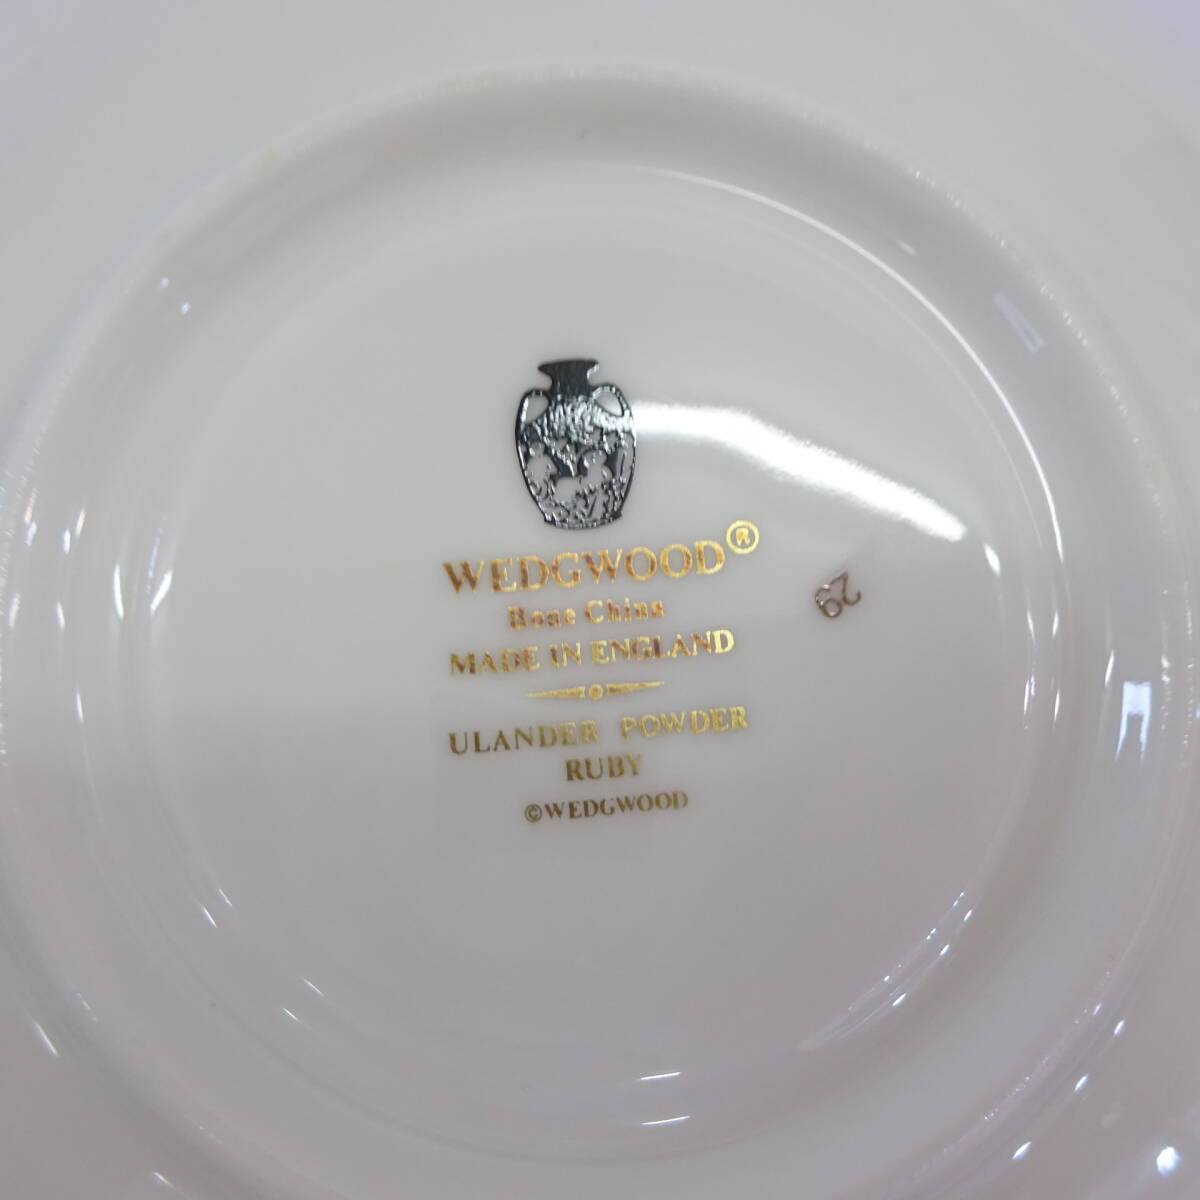 WEDGWOOD®
Bone China
MADE IN ENGLAND
ULANDER POWDER
RUBY
©WEDGWOOD
29